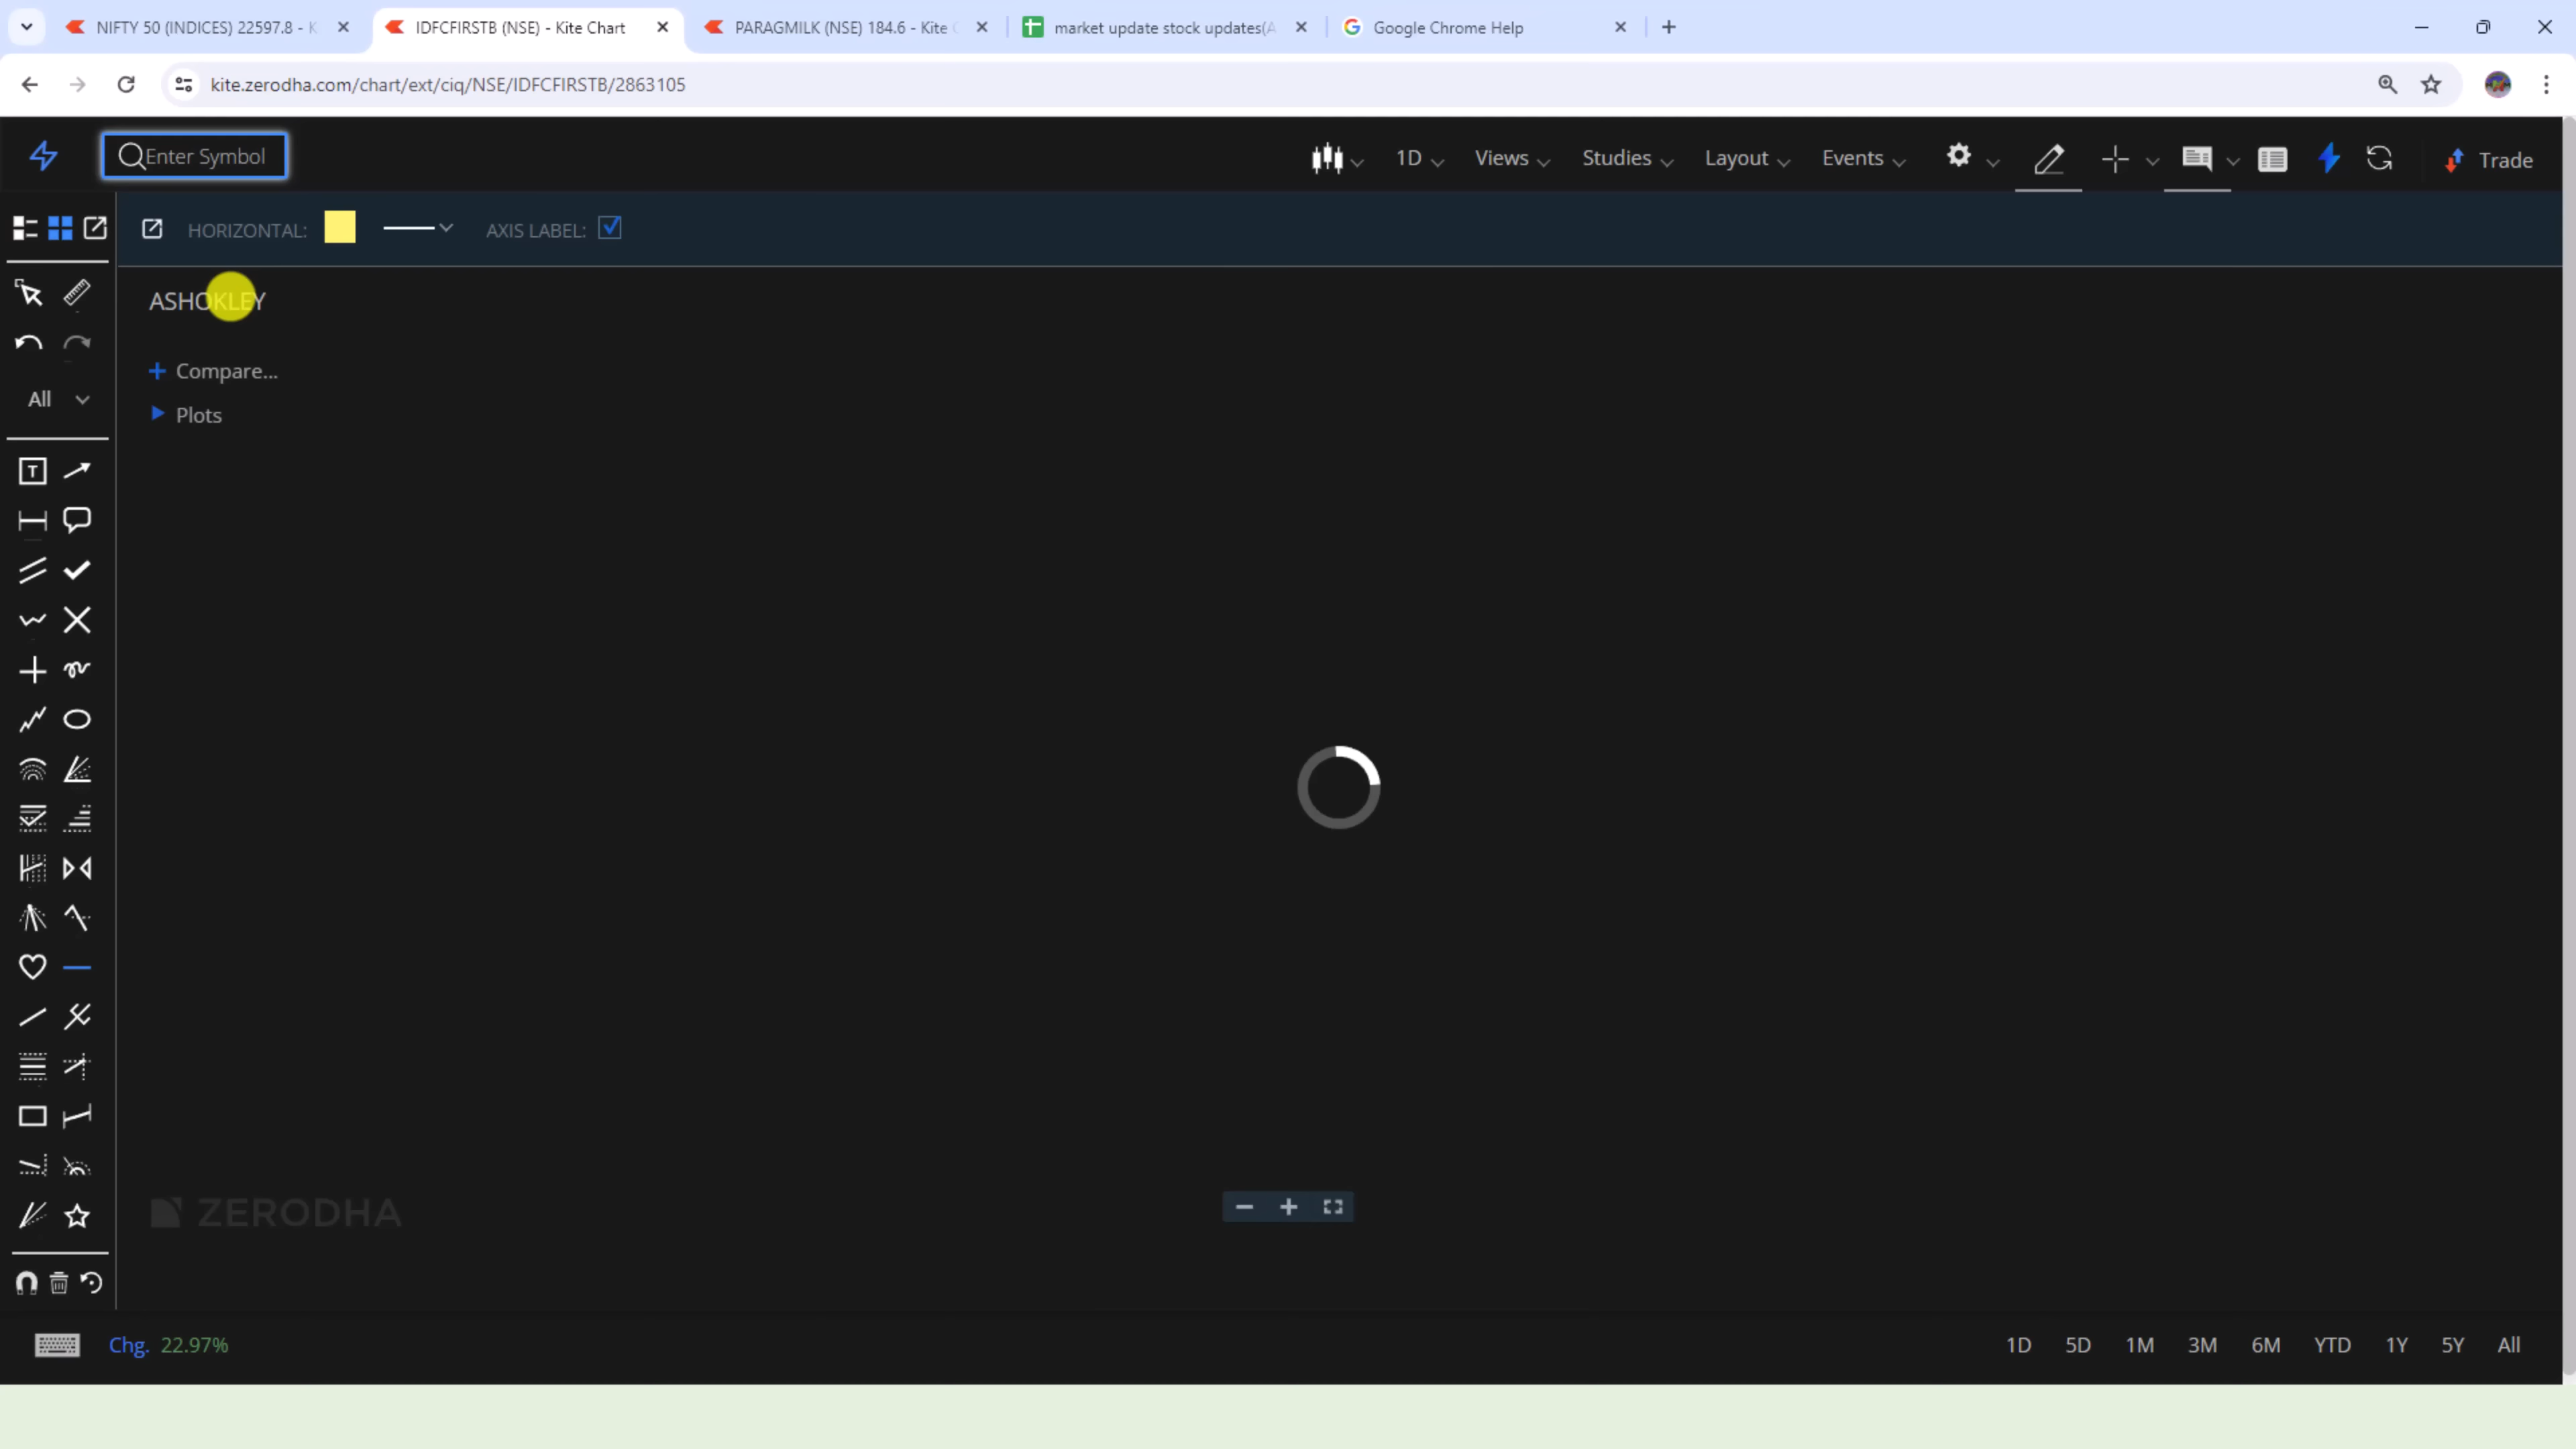 NIFTY 50 (INDICES) 22597.8 - K
IDFCFIRSTB (NSE) - Kite Chart
PARAGMILK (NSE) 184.6 - Kite C
market update stock updates(A
Google Chrome Help
kite.zerodha.com/chart/ext/ciq/NSE/IDFCFIRSTB/2863105
Enter Symbol
1D
Views
Studies
Layout
Events
Trade
HORIZONTAL:
AXIS LABEL:
ASHOKLEY
Compare...
Plots
All
T
ZERODHA
Chg. 22.97%
1D 5D 1M 3M 6M YTD 1Y 5Y All